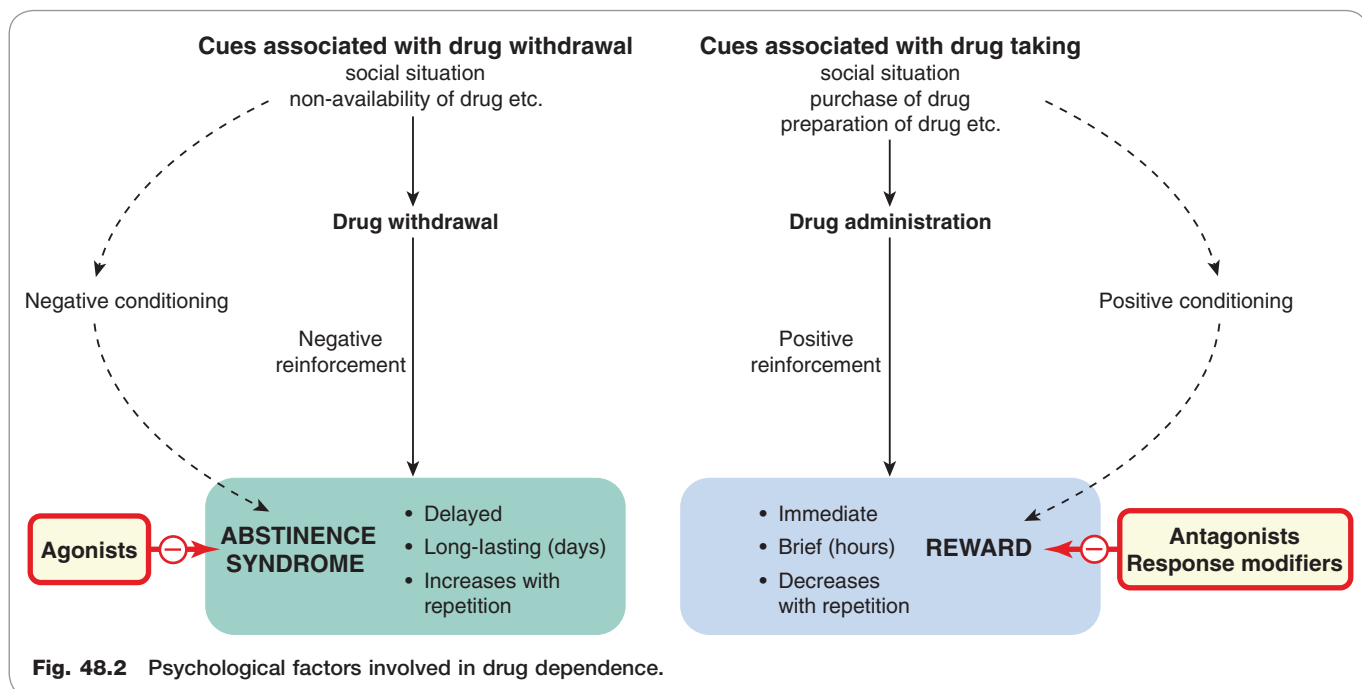 Cues associated with drug withdrawal
social situation
non-availability of drug etc.
Cues associated with drug taking
social situation
purchase of drug
preparation of drug etc.
Drug withdrawal
Drug administration
Negative conditioning
Positive conditioning
Negative
reinforcement
Positive
reinforcement
Agonists
−
ABSTINENCE
SYNDROME
• Delayed
• Long-lasting (days)
• Increases with
repetition
• Immediate
• Brief (hours)
• Decreases
with repetition
REWARD
−
Antagonists
Response modifiers
Fig. 48.2 Psychological factors involved in drug dependence.